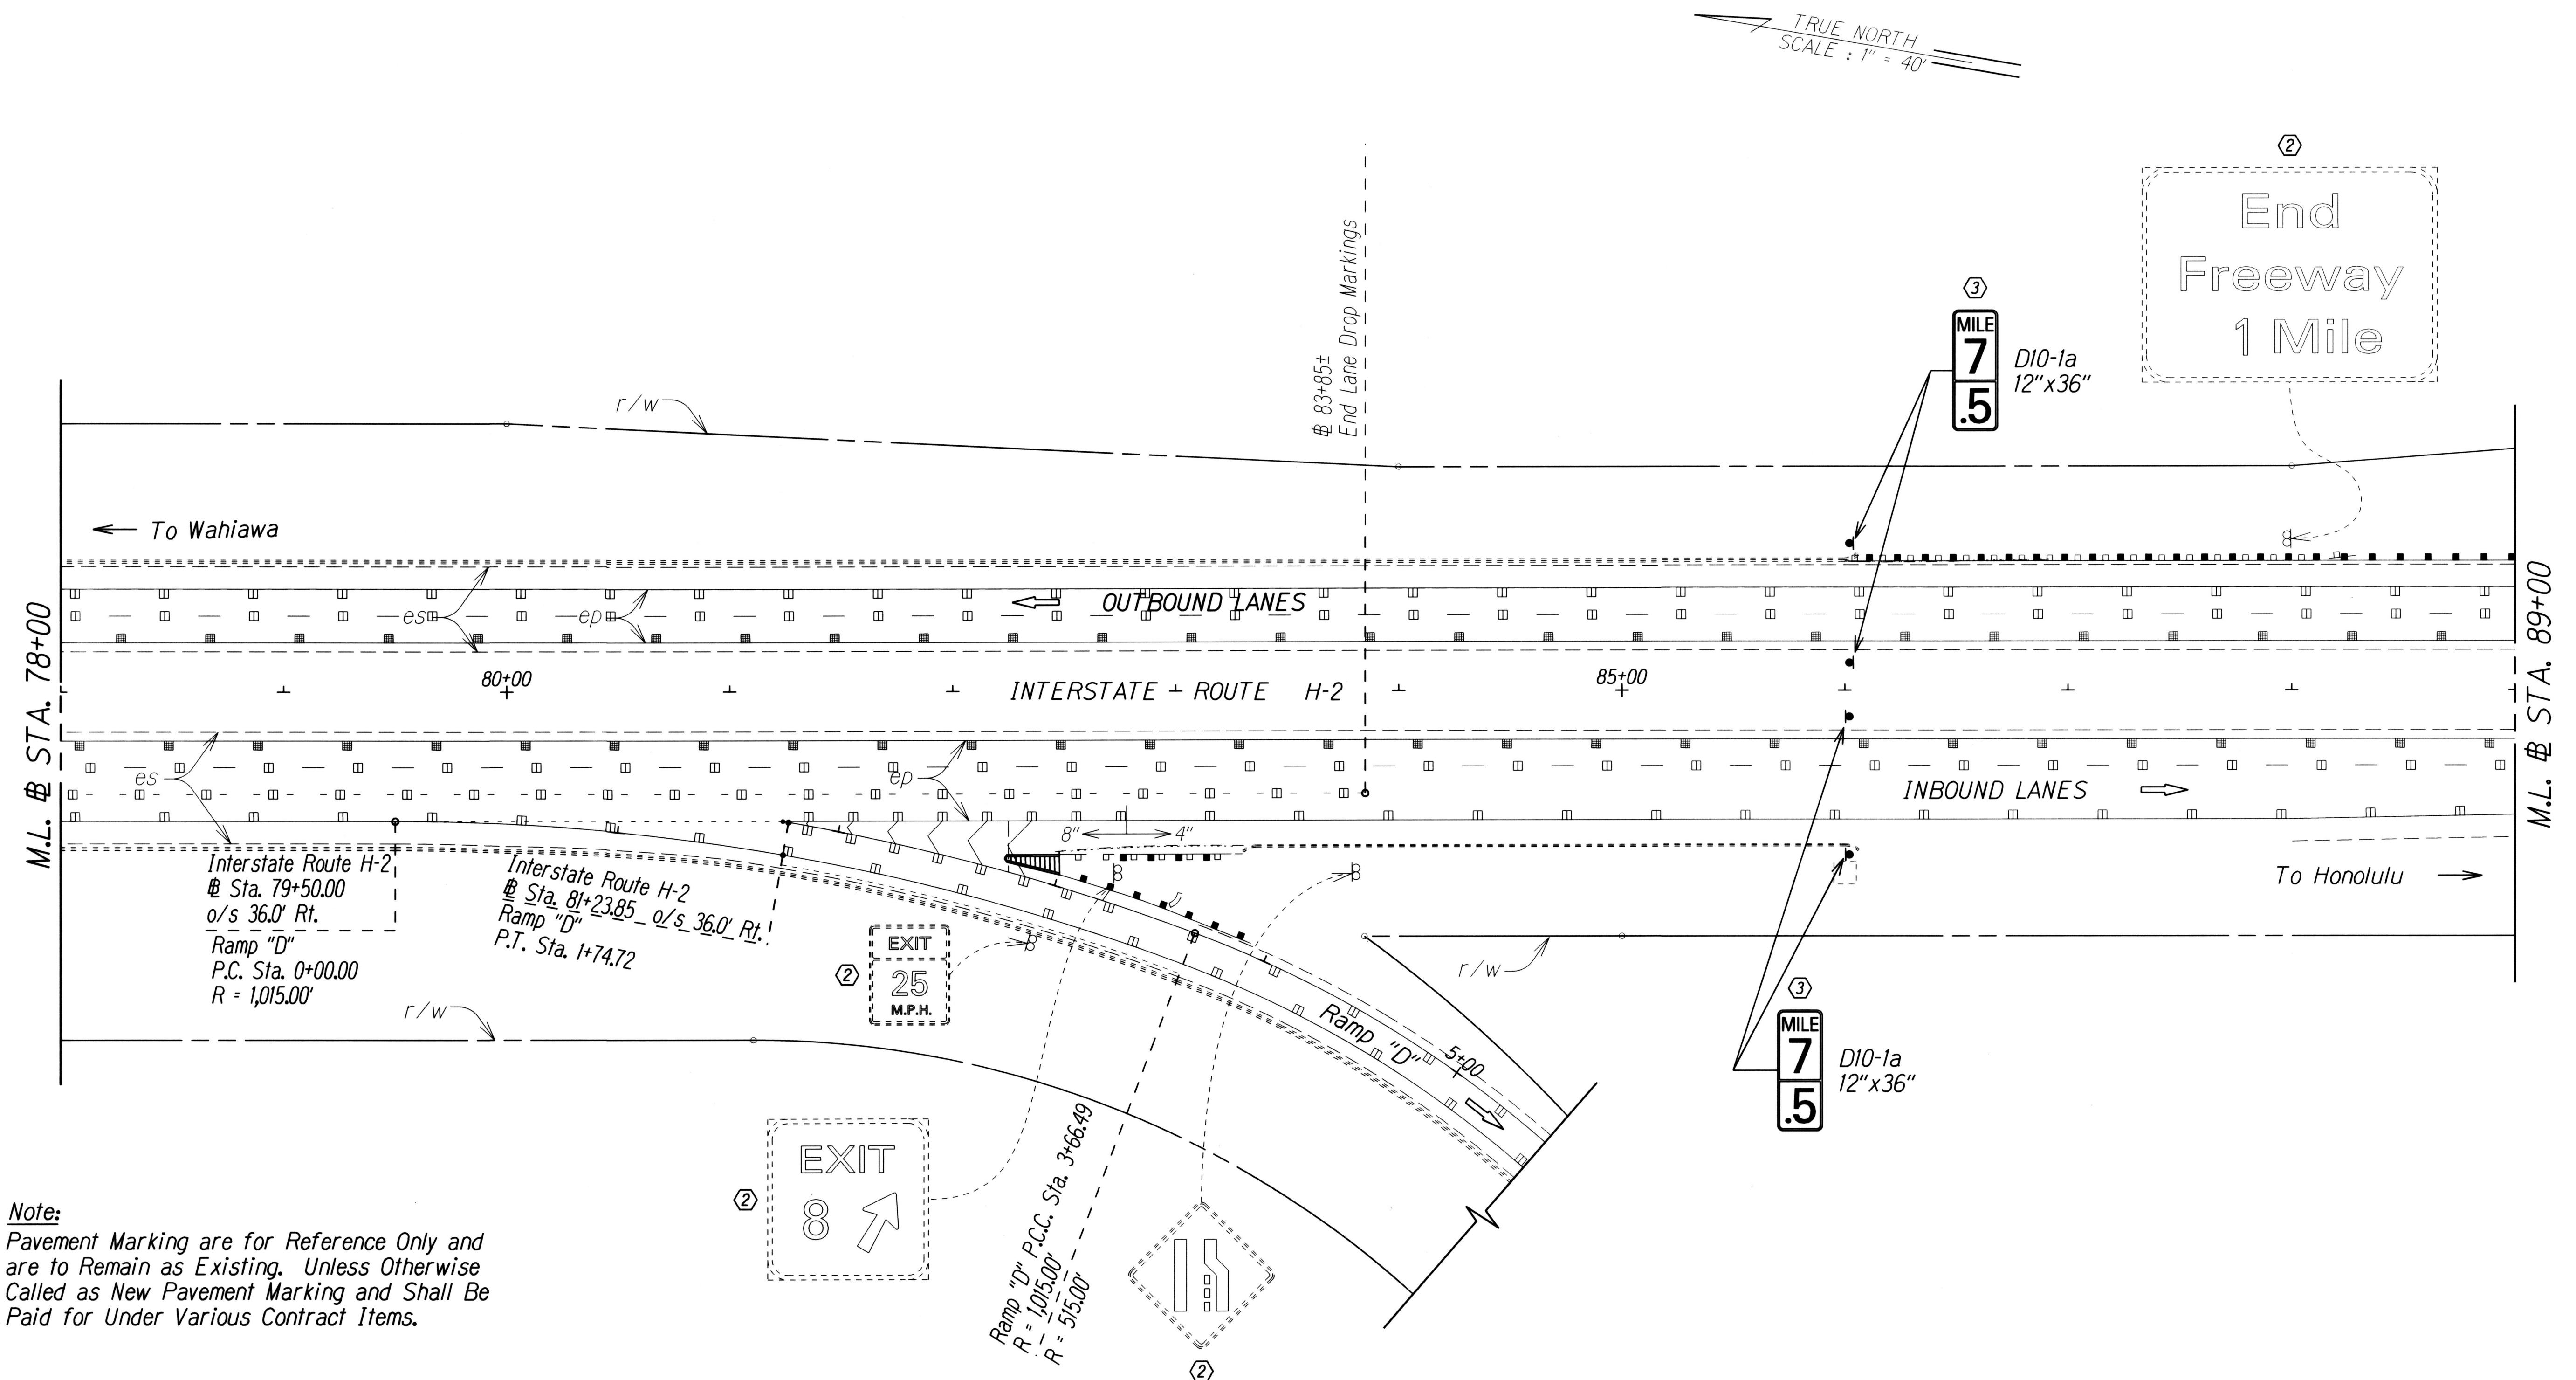 TRUE NORTH
SCALE : 1" = 40'
2
End
Freeway
1 Mile
3
MILE
7
.5
D10-1a
12"x36"
℄ 83+85±
End Lane Drop Markings
r/w
To Wahiawa
es
ep
OUTBOUND LANES
M.L. ℄ STA. 78+00
M.L. ℄ STA. 89+00
80+00
INTERSTATE ROUTE H-2
85+00
es
ep
INBOUND LANES
8"
4"
To Honolulu
Interstate Route H-2
℄ Sta. 79+50.00
o/s 36.0' Rt.
Ramp "D"
P.C. Sta. 0+00.00
R = 1,015.00'
Interstate Route H-2
℄ Sta. 81+23.85 o/s 36.0' Rt.
Ramp "D"
P.T. Sta. 1+74.72
2
EXIT
25
M.P.H.
r/w
r/w
Ramp "D"
5+00
3
MILE
7
.5
D10-1a
12"x36"
2
EXIT
8
Ramp "D" P.C.C. Sta. 3+66.49
R = 1,015.00'
R = 515.00'
2
Note:
Pavement Marking are for Reference Only and
are to Remain as Existing. Unless Otherwise
Called as New Pavement Marking and Shall Be
Paid for Under Various Contract Items.